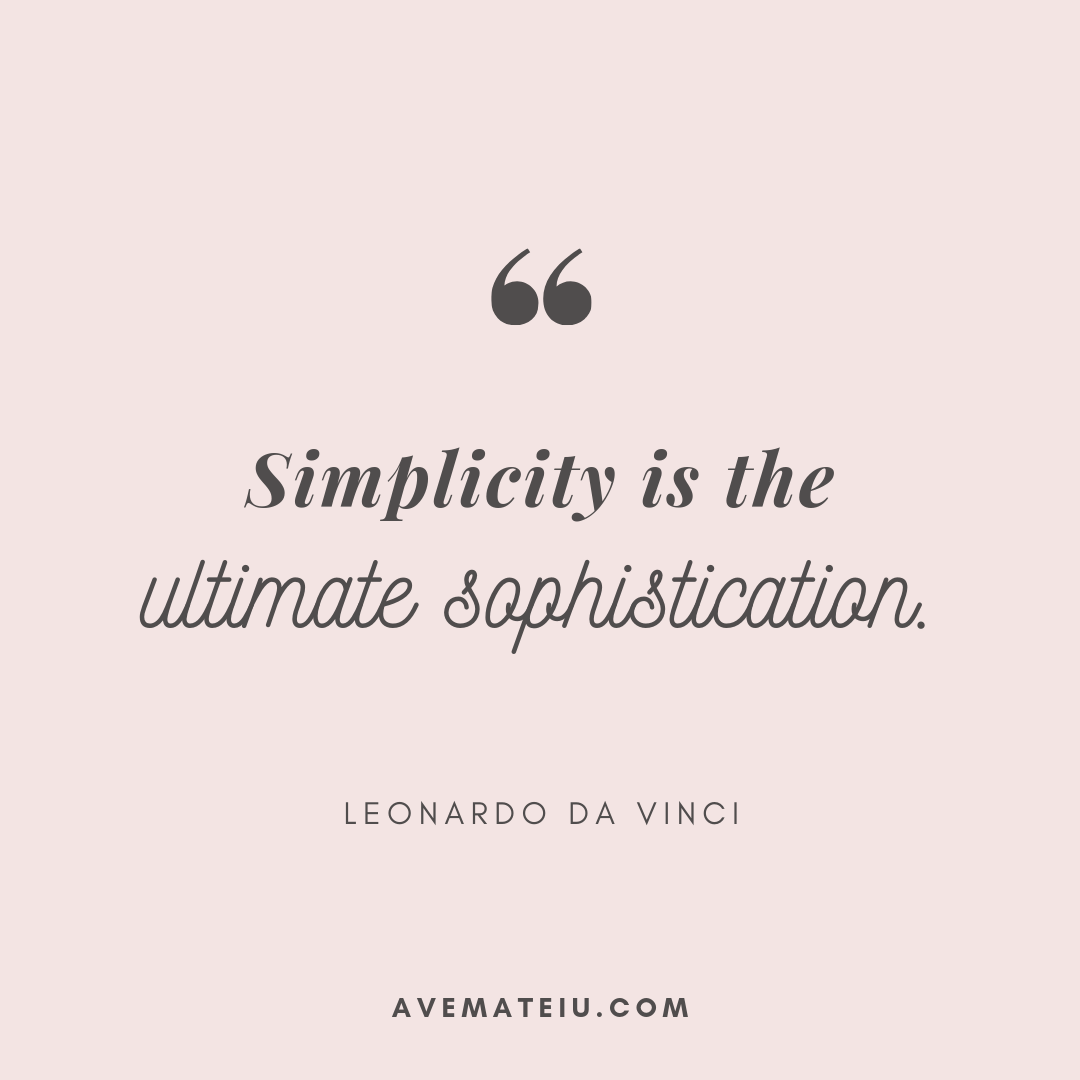 “
Simplicity is the
ultimate sophistication.
LEONARDO DA VINCI
AVEMATEIU.COM